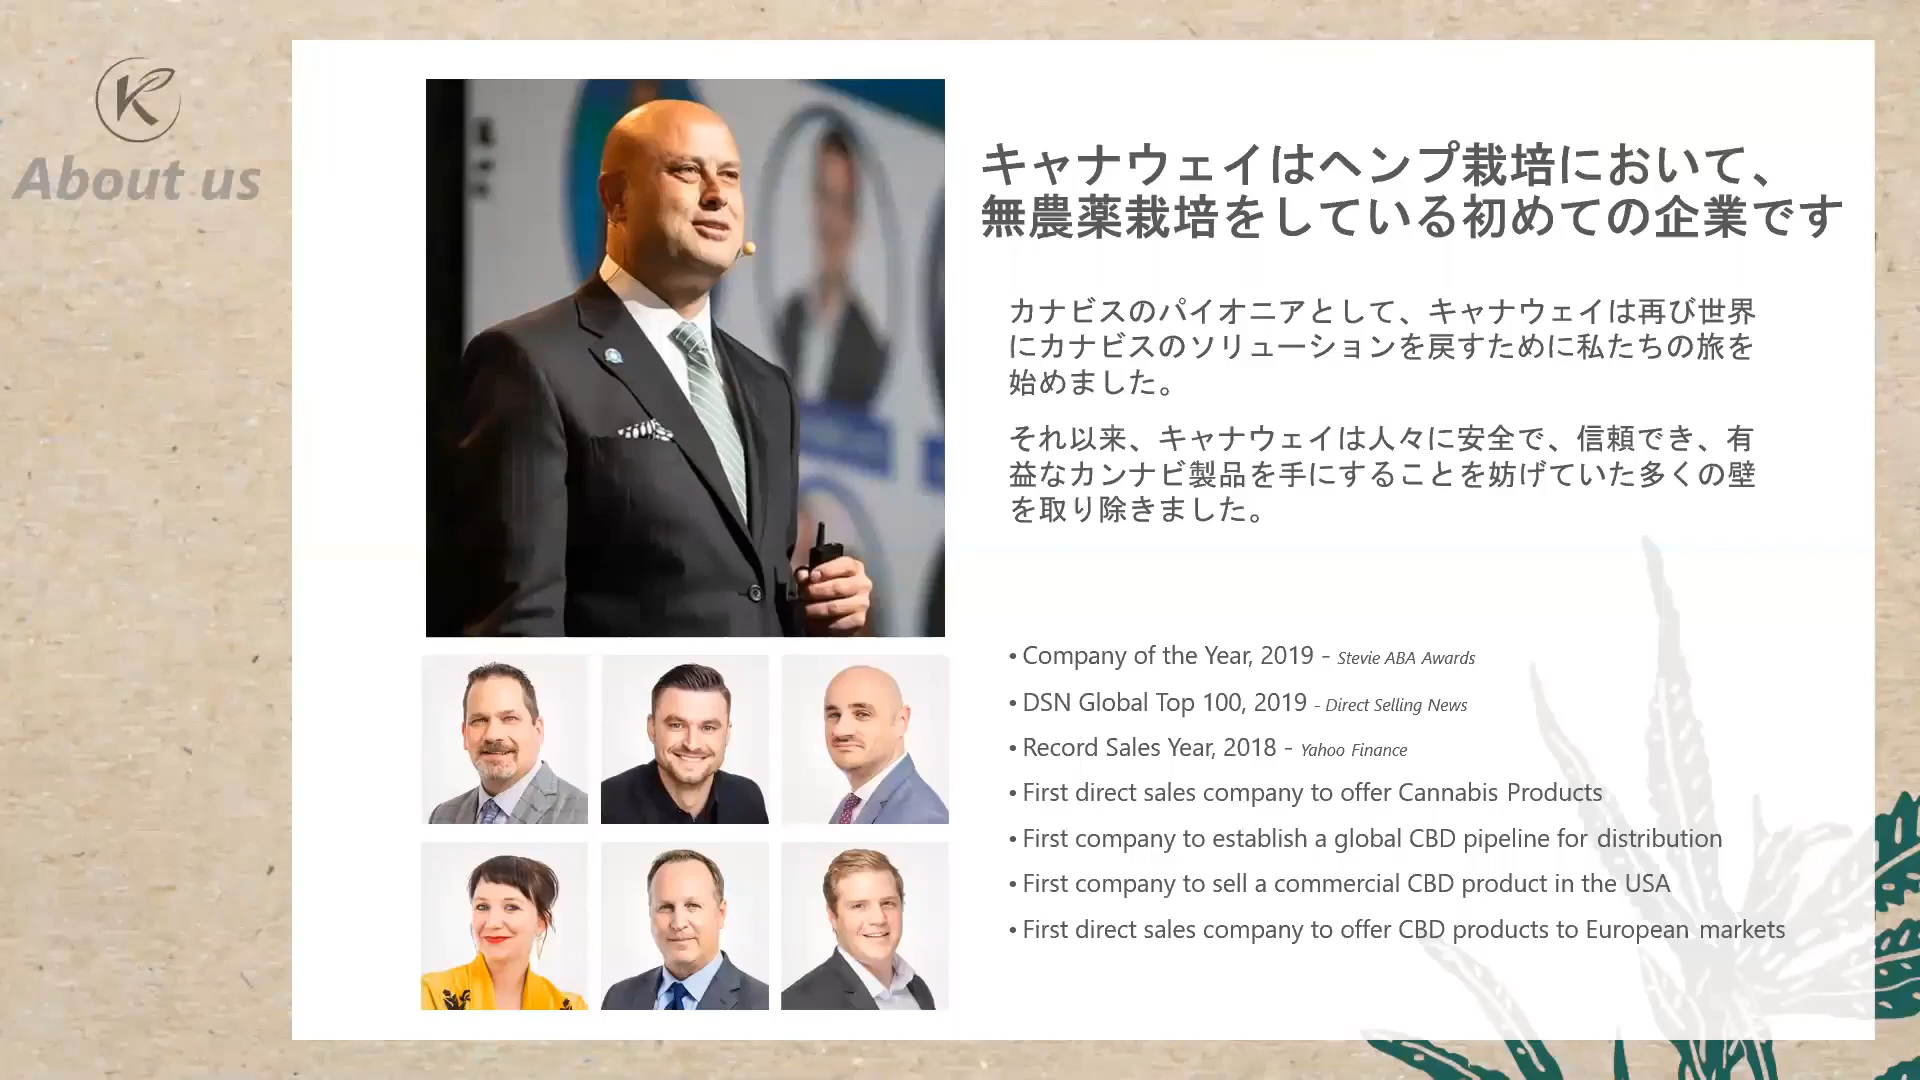 About us
キャナウェイはヘンプ栽培において、
無農薬栽培をしている初めての企業です
カナビスのパイオニアとして、キャナウェイは再び世界
にカナビスのソリューションを戻すために私たちの旅を
始めました。
それ以来、キャナウェイは人々に安全で、信頼でき、有
益なカンナビ製品を手にすることを妨げていた多くの壁
を取り除きました。
• Company of the Year, 2019 - Stevie ABA Awards
• DSN Global Top 100, 2019 - Direct Selling News
• Record Sales Year, 2018 - Yahoo Finance
• First direct sales company to offer Cannabis Products
• First company to establish a global CBD pipeline for distribution
• First company to sell a commercial CBD product in the USA
• First direct sales company to offer CBD products to European markets